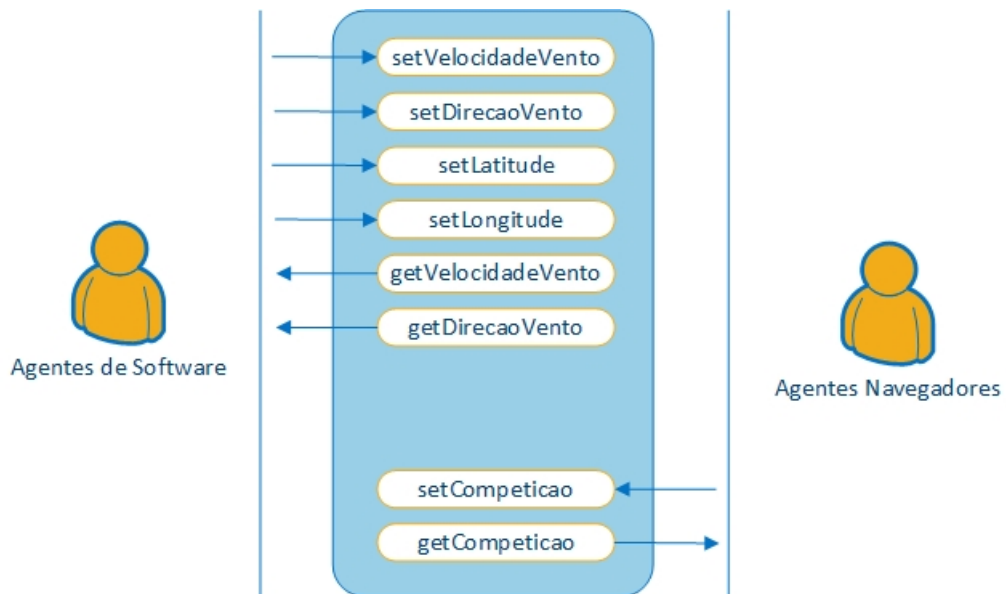 setVelocidadeVento
setDirecaoVento
setLatitude
setLongitude
getVelocidadeVento
getDirecaoVento
Agentes de Software
Agentes Navegadores
setCompeticao
getCompeticao